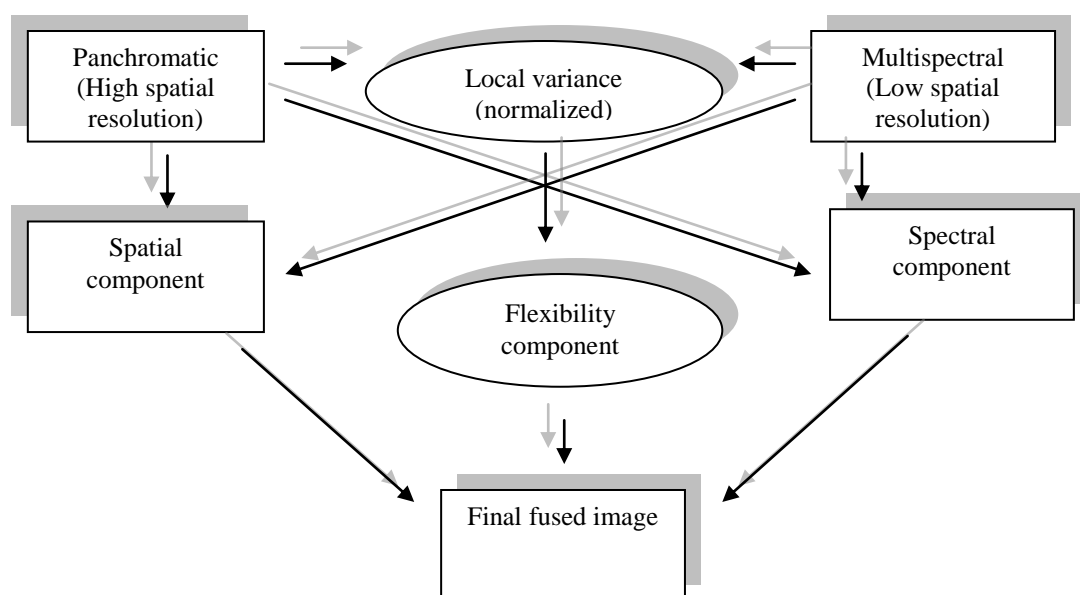 Panchromatic
(High spatial
resolution)
Local variance
(normalized)
Multispectral
(Low spatial
resolution)
Spatial
component
Flexibility
component
Spectral
component
Final fused image